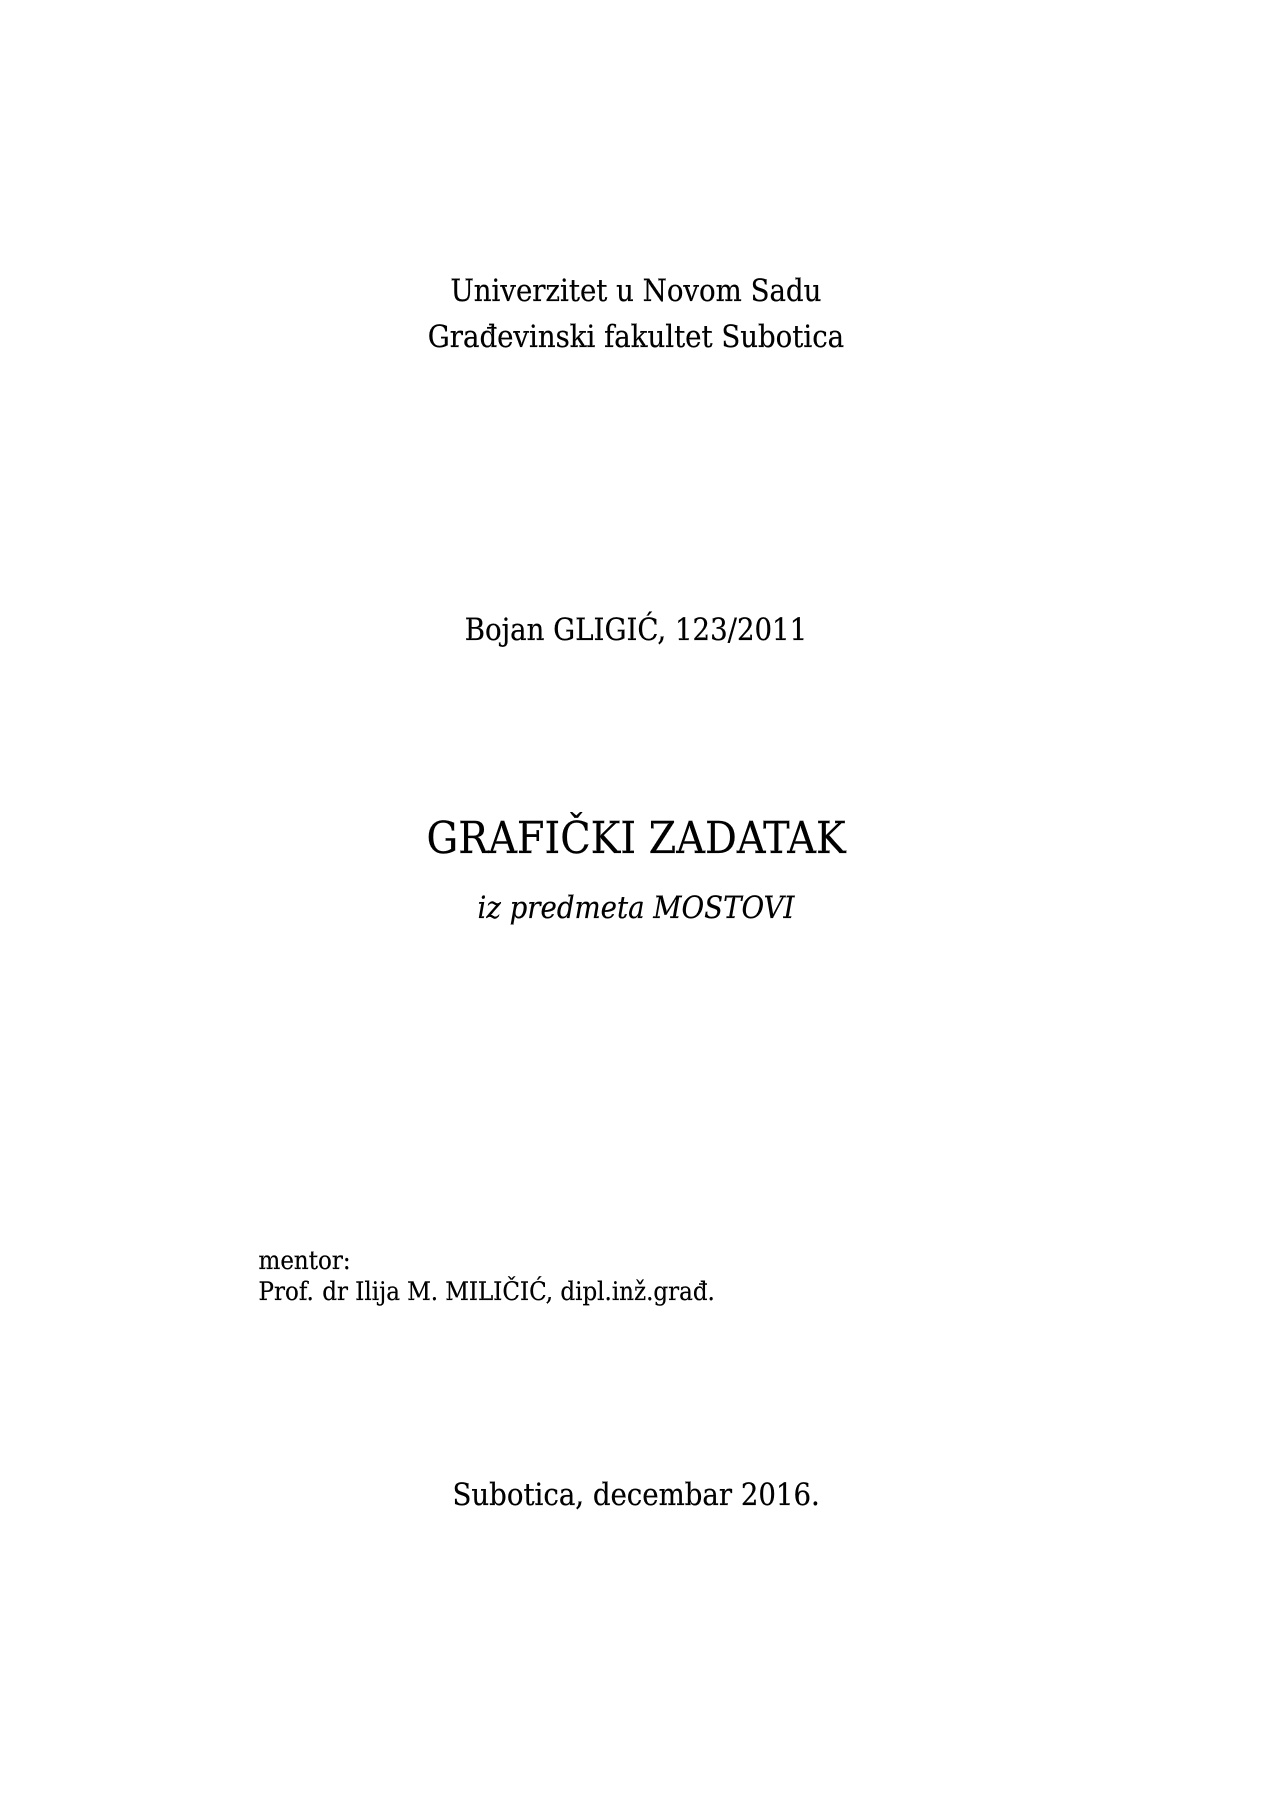 Univerzitet u Novom Sadu
Građevinski fakultet Subotica
Bojan GLIGIĆ, 123/2011
GRAFIČKI ZADATAK
iz predmeta MOSTOVI
mentor:
Prof. dr Ilija M. MILIČIĆ, dipl.inž.građ.
Subotica, decembar 2016.